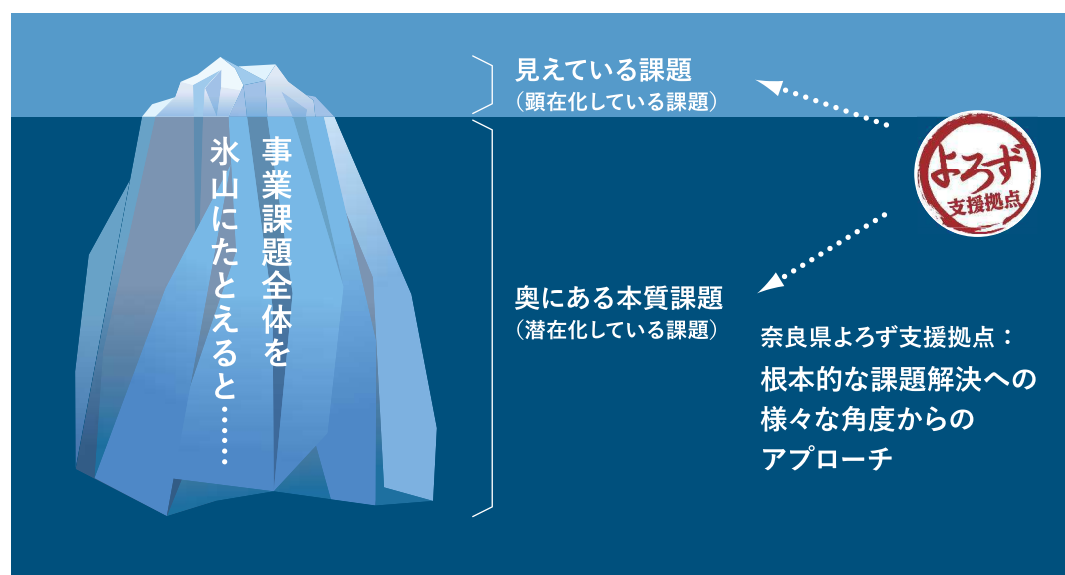 見えている課題
（顕在化している課題）
事業課題全体を
氷山にたとえると……
よろず
支援拠点
奥にある本質課題
（潜在化している課題）
奈良県よろず支援拠点：
根本的な課題解決への
様々な角度からの
アプローチ